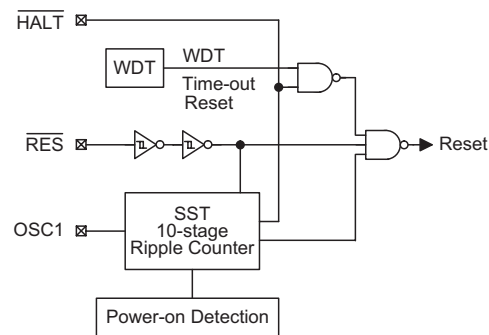 HALT
WDT
WDT
Time-out
Reset
RES
Reset
OSC1
SST
10-stage
Ripple Counter
Power-on Detection